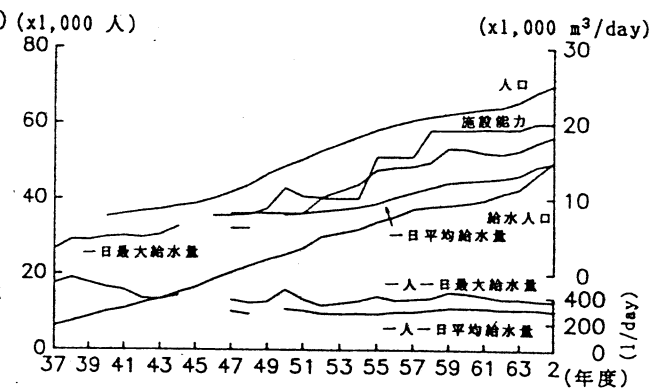 ) (x1,000 人)
(x1,000 m³/day)
80
30
人口
施設能力
60
20
40
10
給水人口
一日平均給水量
一日最大給水量
20
0
一人一日最大給水量
400
200
一人一日平均給水量
0
0
(l/day)
37 39 41 43 45 47 49 51 53 55 57 59 61 63 2 (年度)